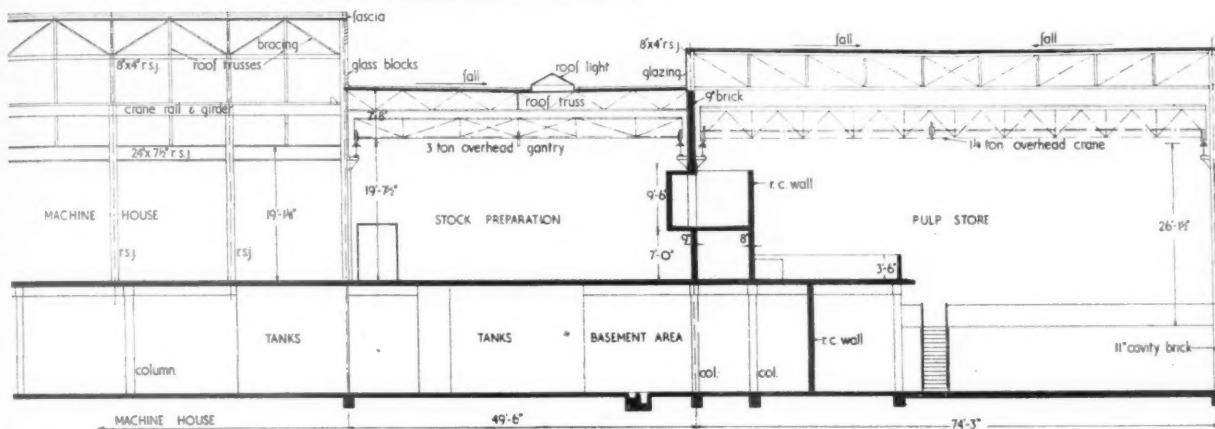 fascia
bracing
8"x4" r.s.j.
roof trusses
glass blocks
fall
roof light
roof truss
8"x4" r.s.j.
fall
fall
glazing
9" brick
crane rail & girder
3 ton overhead gantry
1¼ ton overhead crane
24"x 7½" r.s.j.
19'-7½"
9'-6"
r.c. wall
MACHINE HOUSE
19'-1⅛"
STOCK PREPARATION
PULP STORE
26'-1½"
r.s.j.
r.s.j.
7'-0"
9"
8"
3'-6"
TANKS
TANKS
BASEMENT AREA
r.c. wall
11" cavity brick
column
col.
col.
MACHINE HOUSE
49'-6"
74'-3"